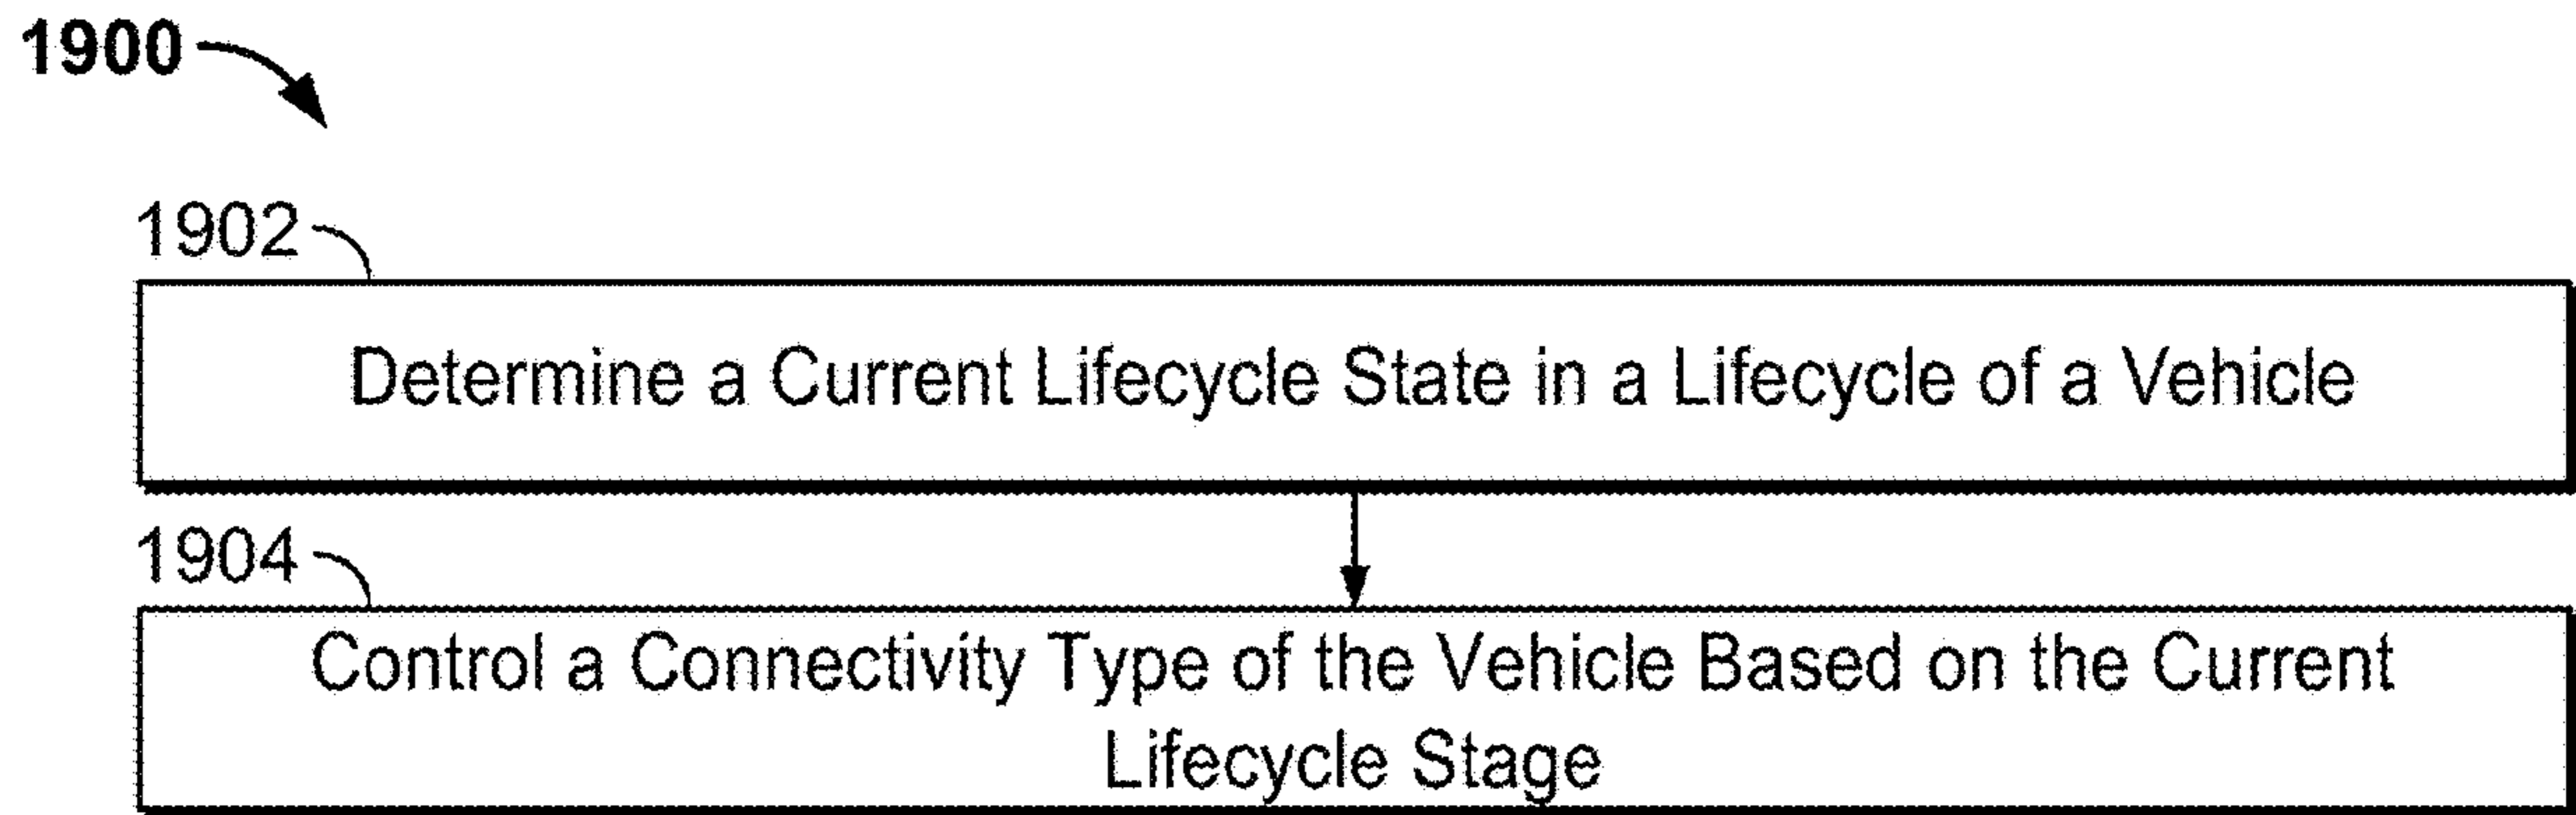 1900
1902
Determine a Current Lifecycle State in a Lifecycle of a Vehicle
1904
Control a Connectivity Type of the Vehicle Based on the Current
Lifecycle Stage